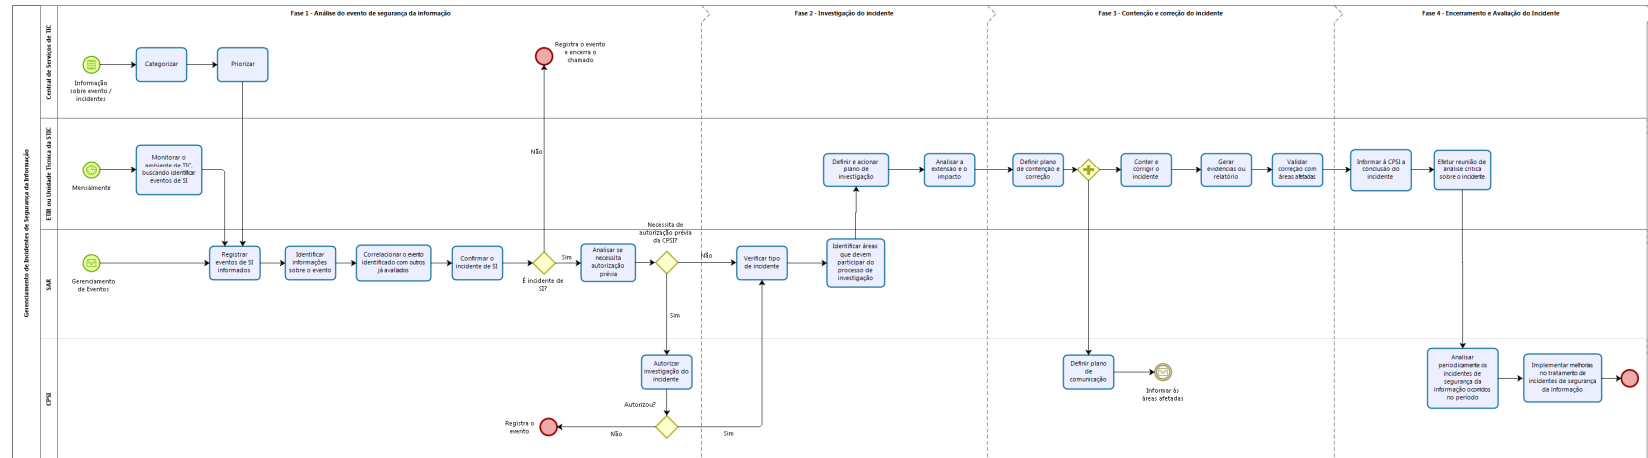 Gerenciamento de Incidentes de Segurança da Informação
Fase 1 - Análise do evento de segurança da informação
Fase 2 - Investigação do incidente
Fase 3 - Contenção e correção do incidente
Fase 4 - Encerramento e Avaliação do Incidente
Central de Serviços de TIC
Informação
sobre evento /
incidentes
Categorizar
Priorizar
Registra o evento
e encerra o
chamado
ETIR ou Unidade Técnica da STIC
Mensalmente
Monitorar o
ambiente de TIC,
buscando identificar
eventos de SI
Não
Definir e acionar
plano de
investigação
Analisar a
extensão e o
impacto
Definir plano
de contenção e
correção
Conter e
corrigir o
incidente
Gerar
evidências ou
relatório
Validar
correção com
áreas afetadas
Informar à CPSI a
conclusão do
incidente
Efetur reunião de
análise crítica
sobre o incidente
SAR
Gerenciamento
de Eventos
Registrar
eventos de SI
informados
Identificar
informações
sobre o evento
Correlacionar o evento
identificado com outros
já avaliados
Confirmar o
incidente de SI
É incidente de
SI?
Sim
Analisar se
necessita
autorização
prévia
Necessita de
autorização prévia
da CPSI?
Não
Sim
Verificar tipo
de incidente
Identificar áreas
que devem
participar do
processo de
investigação
CPSI
Autorizar
investigação do
incidente
Autorizou?
Não
Sim
Registra o
evento
Definir plano
de
comunicação
Informar às
áreas afetadas
Analisar
periodicamente os
incidentes de
segurança da
informação ocorridos
no período
Implementar melhorias
no tratamento de
incidentes de segurança
da informação